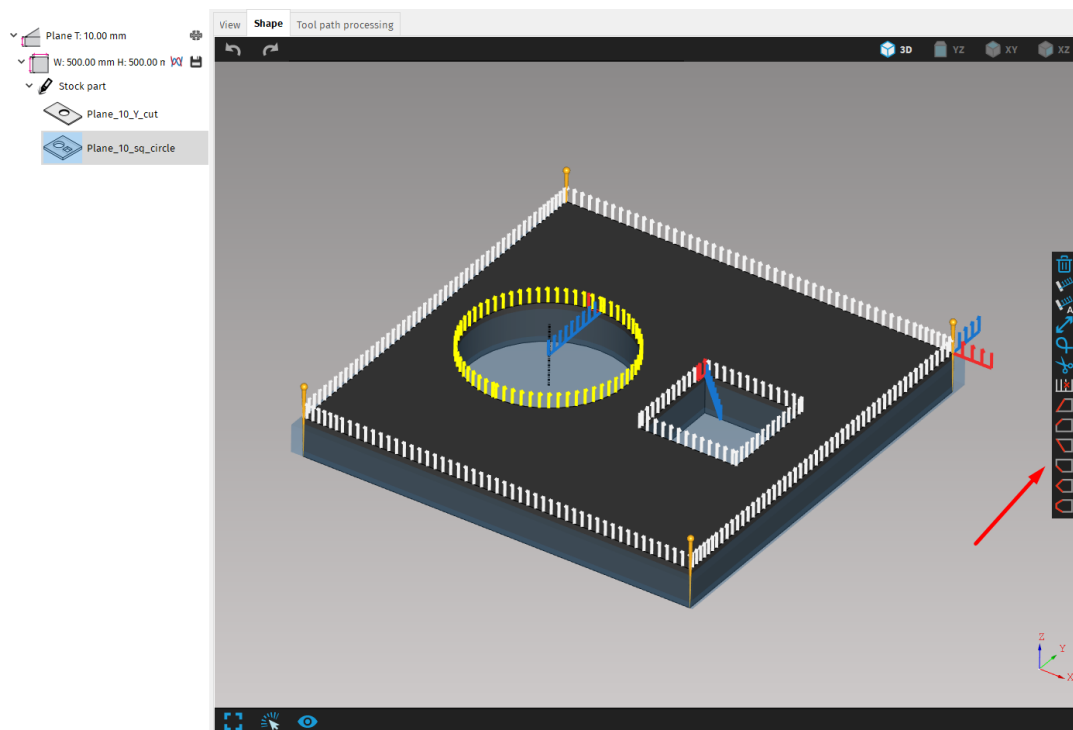 View Shape Tool path processing
Plane T: 10.00 mm
3D YZ XY XZ
W: 500.00 mm H: 500.00 n
Stock part
Plane_10_Y_cut
Plane_10_sq_circle
A
Z
Y
X